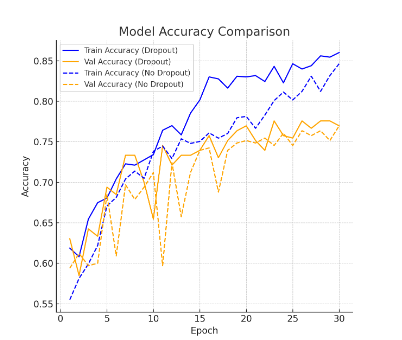 Model Accuracy Comparison
Train Accuracy (Dropout)
Val Accuracy (Dropout)
Train Accuracy (No Dropout)
Val Accuracy (No Dropout)
Accuracy
0.85
0.80
0.75
0.70
0.65
0.60
0.55
0 5 10 15 20 25 30
Epoch